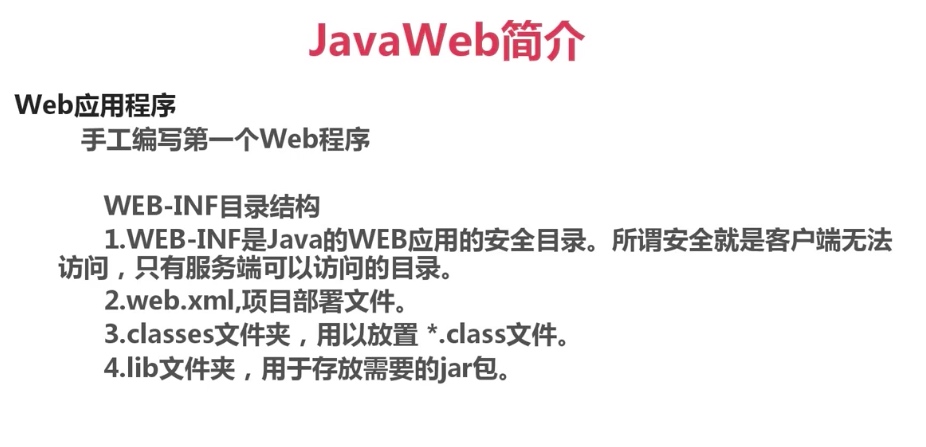 JavaWeb简介
Web应用程序
手工编写第一个Web程序
WEB-INF目录结构
1.WEB-INF是Java的WEB应用的安全目录。所谓安全就是客户端无法
访问，只有服务端可以访问的目录。
2.web.xml,项目部署文件。
3.classes文件夹，用以放置 *.class文件。
4.lib文件夹，用于存放需要的jar包。